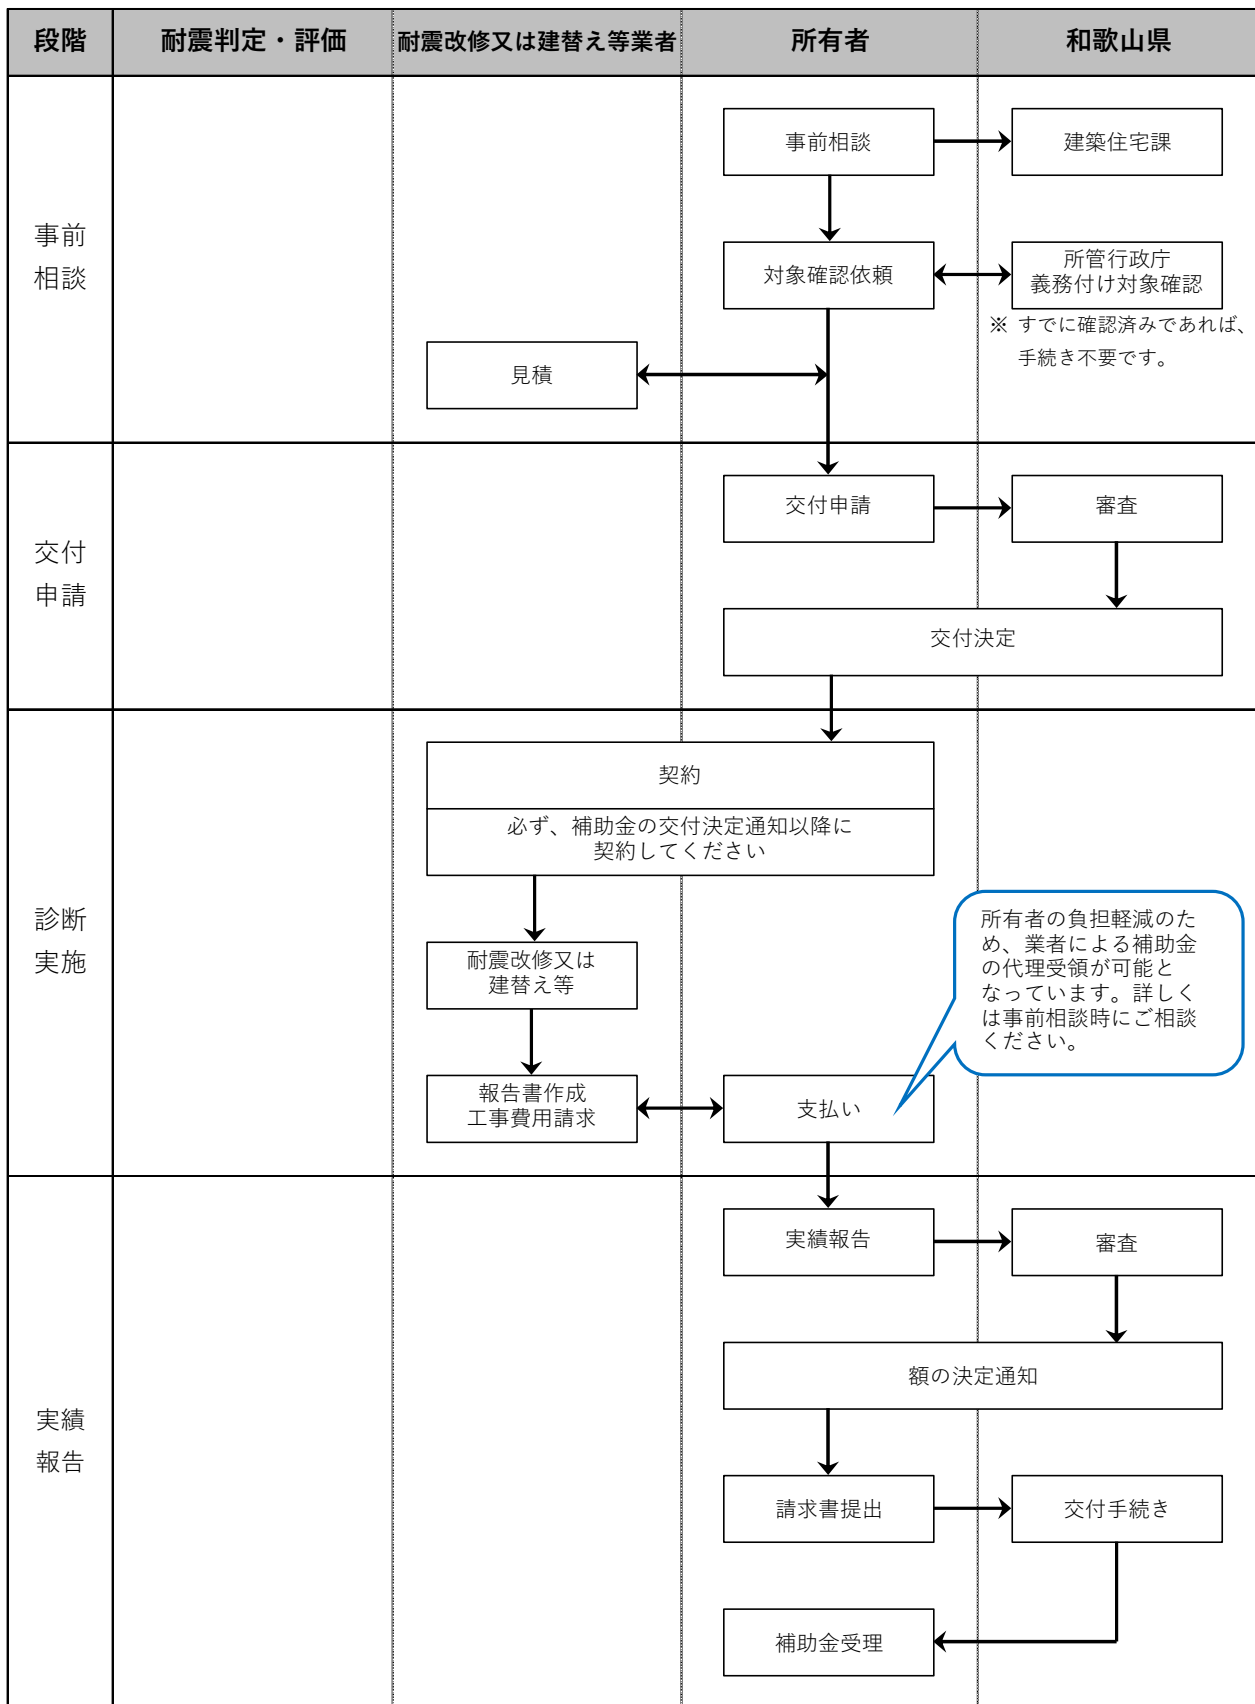 段階
耐震判定・評価
耐震改修又は建替え等業者
所有者
和歌山県
事前
相談
事前相談
建築住宅課
対象確認依頼
所管行政庁
義務付け対象確認
※ すでに確認済みであれば、
手続き不要です。
見積
交付
申請
交付申請
審査
交付決定
診断
実施
契約
必ず、補助金の交付決定通知以降に
契約してください
耐震改修又は
建替え等
所有者の負担軽減のた
め、業者による補助金
の代理受領が可能と
なっています。詳しく
は事前相談時にご相談
ください。
報告書作成
工事費用請求
支払い
実績
報告
実績報告
審査
額の決定通知
請求書提出
交付手続き
補助金受理